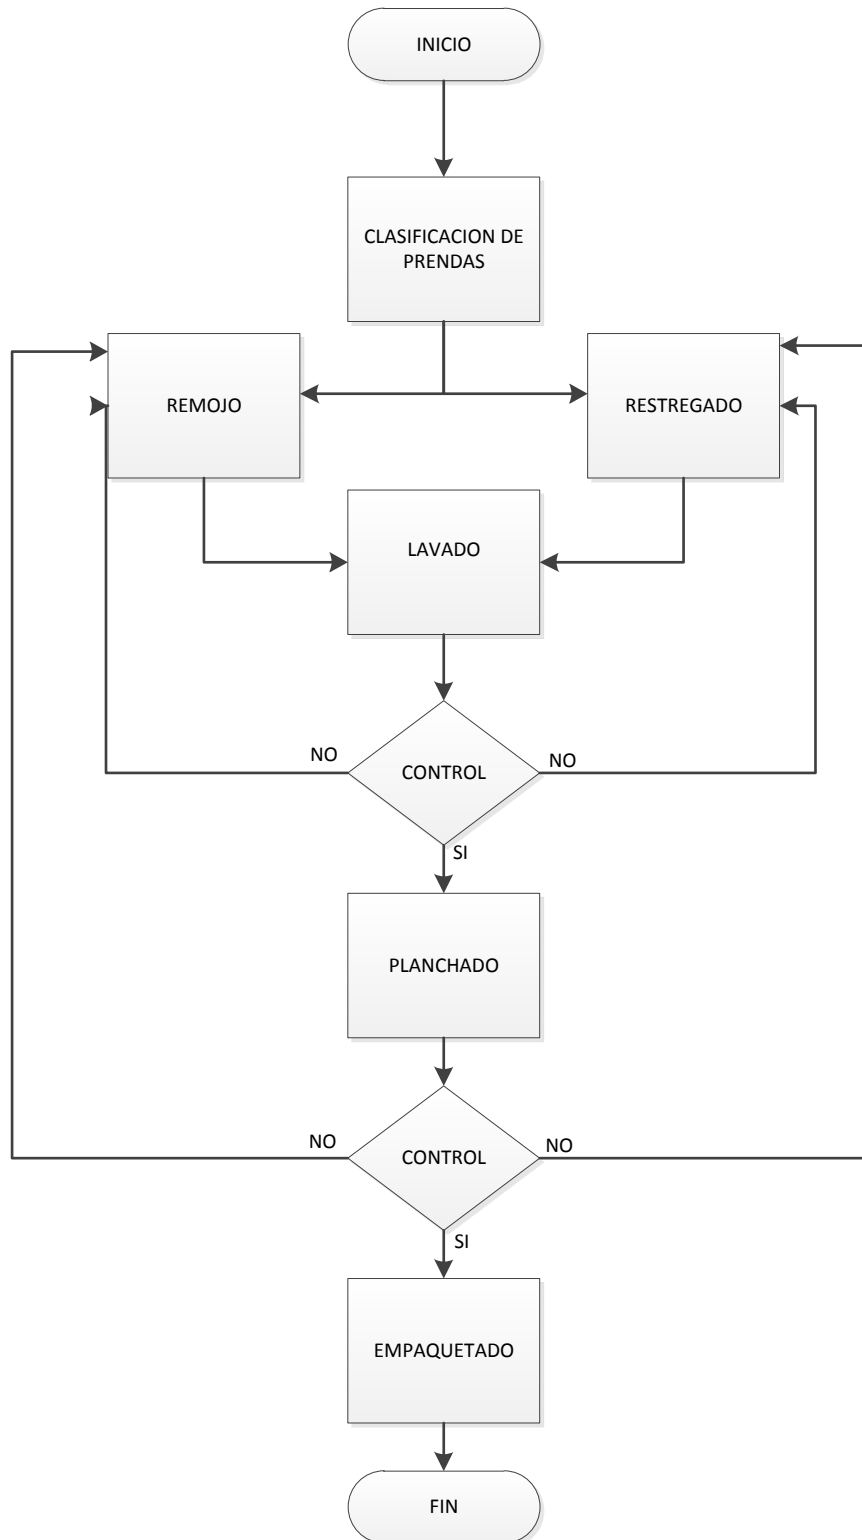 INICIO
CLASIFICACION DE
PRENDAS
REMOJO
RESTREGADO
LAVADO
NO
CONTROL
NO
SI
PLANCHADO
NO
CONTROL
NO
SI
EMPAQUETADO
FIN